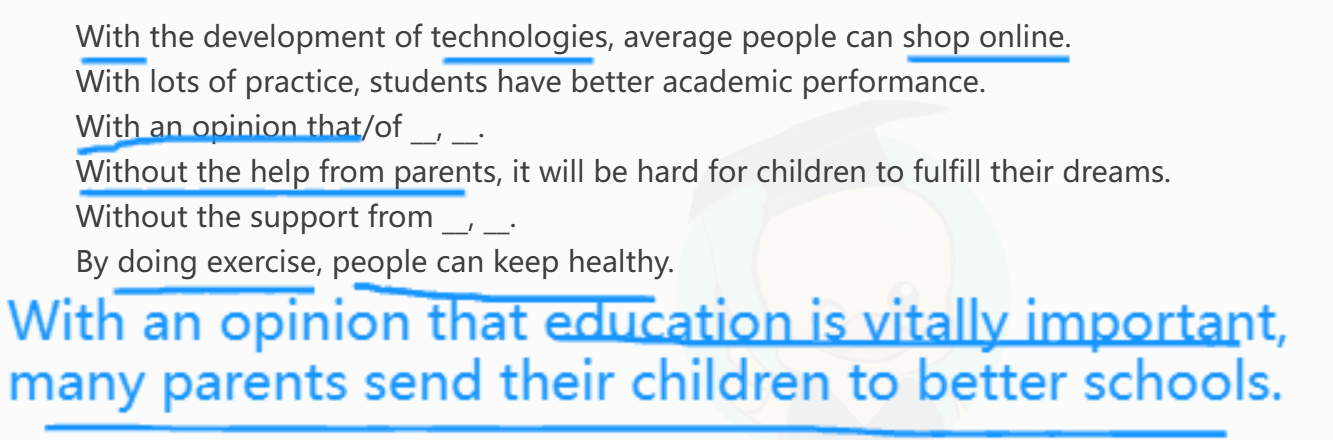 With the development of technologies, average people can shop online.
With lots of practice, students have better academic performance.
With an opinion that/of __, __.
Without the help from parents, it will be hard for children to fulfill their dreams.
Without the support from __, __.
By doing exercise, people can keep healthy.
With an opinion that education is vitally important,
many parents send their children to better schools.